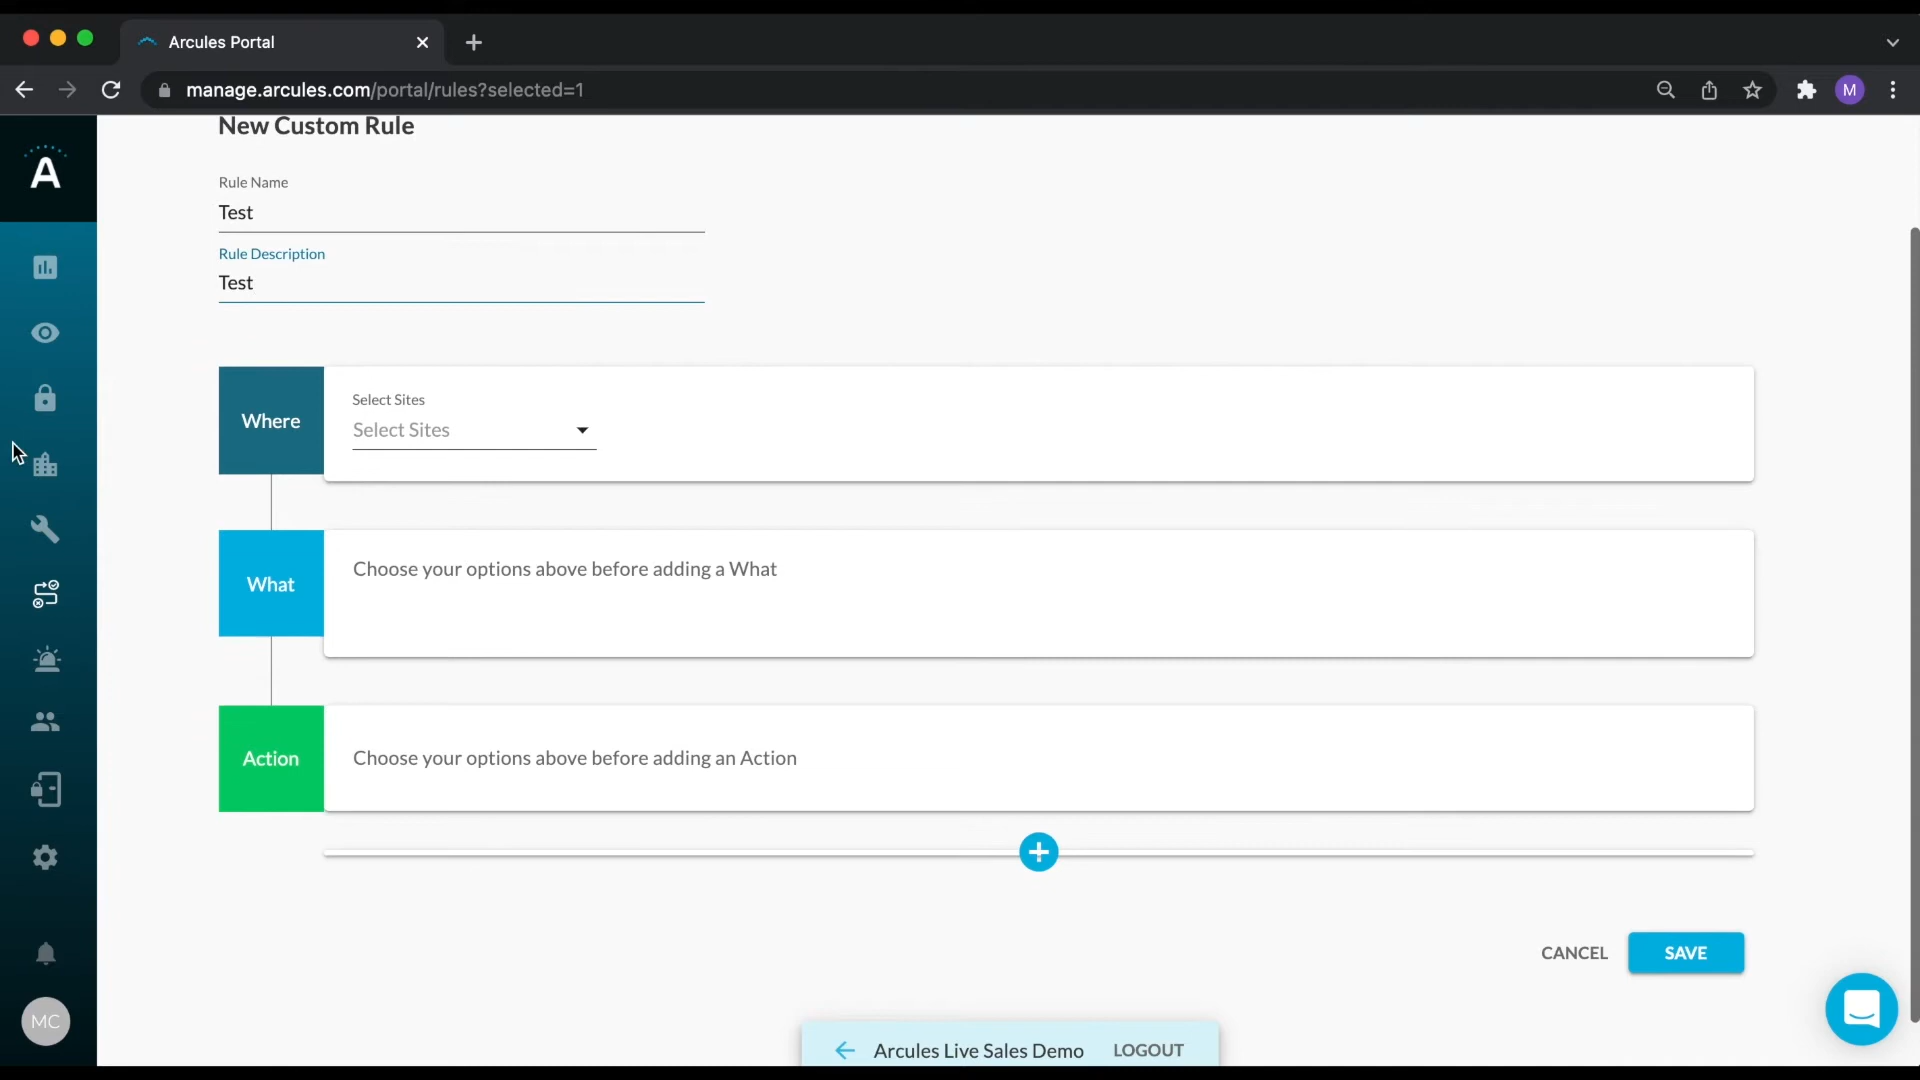 Arcules Portal
manage.arcules.com/portal/rules?selected=1
M
A
New Custom Rule
Rule Name
Test
Rule Description
Test
Where
Select Sites
Select Sites
What
Choose your options above before adding a What
Action
Choose your options above before adding an Action
CANCEL
SAVE
MC
Arcules Live Sales Demo
LOGOUT